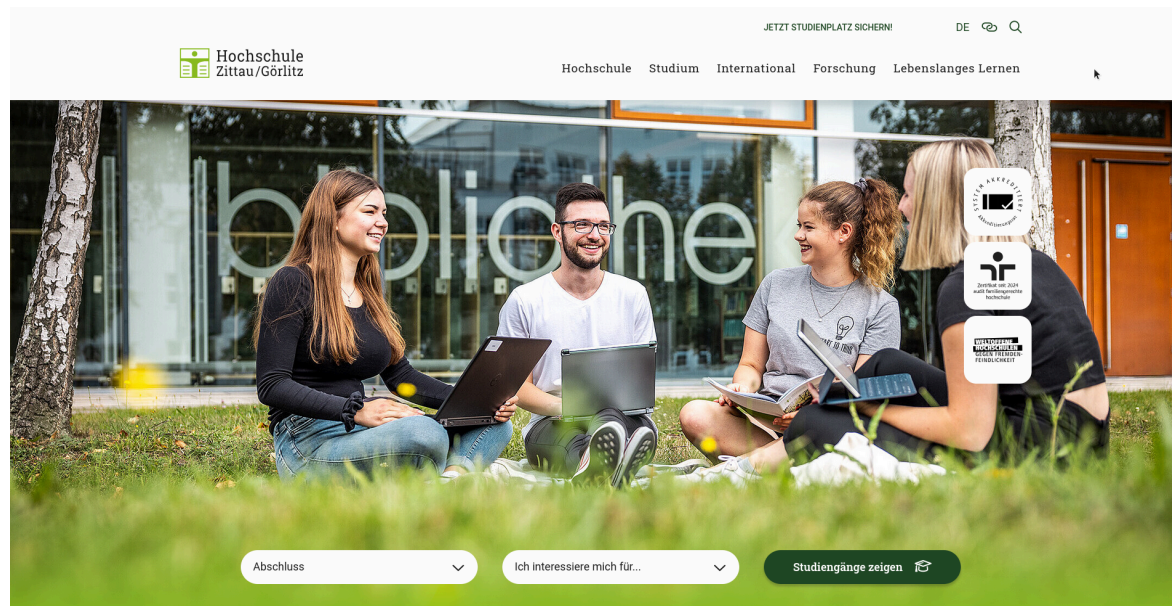 JETZT STUDIENPLATZ SICHERN!
DE
Hochschule
Zittau/Görlitz
Hochschule Studium International Forschung Lebenslanges Lernen
SYSTEM AKKREDITIERT
Akkreditierungsrat
Zertifikat seit 2024
audit familiengerechte
hochschule
WELTOFFENE
HOCHSCHULEN
GEGEN FREMDEN-
FEINDLICHKEIT
Abschluss
Ich interessiere mich für...
Studiengänge zeigen